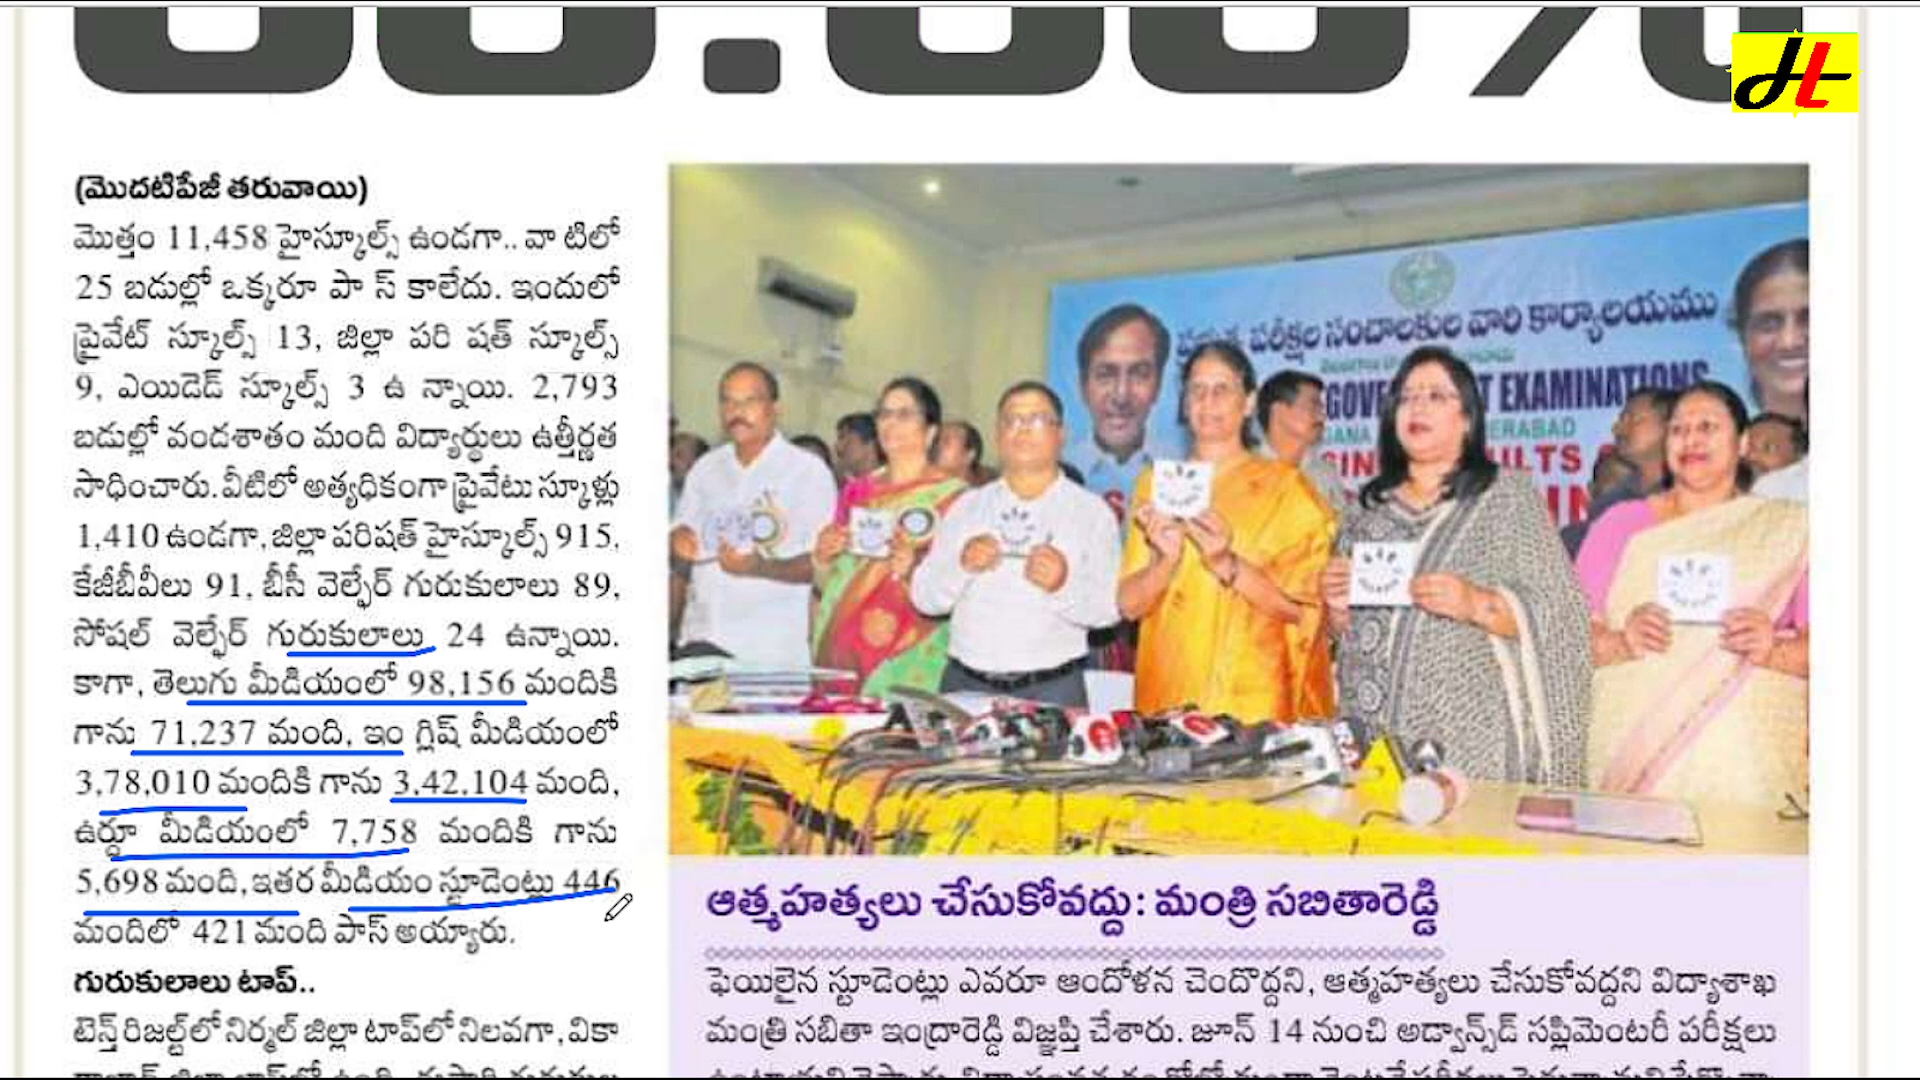 (మొదటిపేజీ తరువాయి)
మొత్తం 11,458 హైస్కూల్స్ ఉండగా.. వా టిలో
25 బడుల్లో ఒక్కరూ పా స్ కాలేదు. ఇందులో
ప్రైవేట్ స్కూల్స్ 13, జిల్లా పరి షత్ స్కూల్స్
9, ఎయిడెడ్ స్కూల్స్ 3 ఉ న్నాయి. 2,793
బడుల్లో వందశాతం మంది విద్యార్థులు ఉత్తీర్ణత
సాధించారు. వీటిలో అత్యధికంగా ప్రైవేటు స్కూళ్లు
1,410 ఉండగా, జిల్లా పరిషత్ హైస్కూల్స్ 915,
కేజీబీవీలు 91, బీసీ వెల్ఫేర్ గురుకులాలు 89,
సోషల్ వెల్ఫేర్ గురుకులాలు 24 ఉన్నాయి.
కాగా, తెలుగు మీడియంలో 98,156 మందికి
గాను 71,237 మంది, ఇం గ్లిష్ మీడియంలో
3,78,010 మందికి గాను 3,42,104 మంది,
ఉర్దూ మీడియంలో 7,758 మందికి గాను
5,698 మంది, ఇతర మీడియం స్టూడెంట్లు 446
మందిలో 421 మంది పాస్ అయ్యారు.
గురుకులాలు టాప్..
టెన్త్ రిజల్ట్‌లో నిర్మల్ జిల్లా టాప్‌లో నిలవగా, వికా
పరీక్షల సంచాలకుల వారి కార్యాలయము
EXAMINATIONS
ఆత్మహత్యలు చేసుకోవద్దు: మంత్రి సబితారెడ్డి
ఫెయిలైన స్టూడెంట్లు ఎవరూ ఆందోళన చెందొద్దని, ఆత్మహత్యలు చేసుకోవద్దని విద్యాశాఖ
మంత్రి సబితా ఇంద్రారెడ్డి విజ్ఞప్తి చేశారు. జూన్ 14 నుంచి అడ్వాన్స్‌డ్ సప్లిమెంటరీ పరీక్షలు